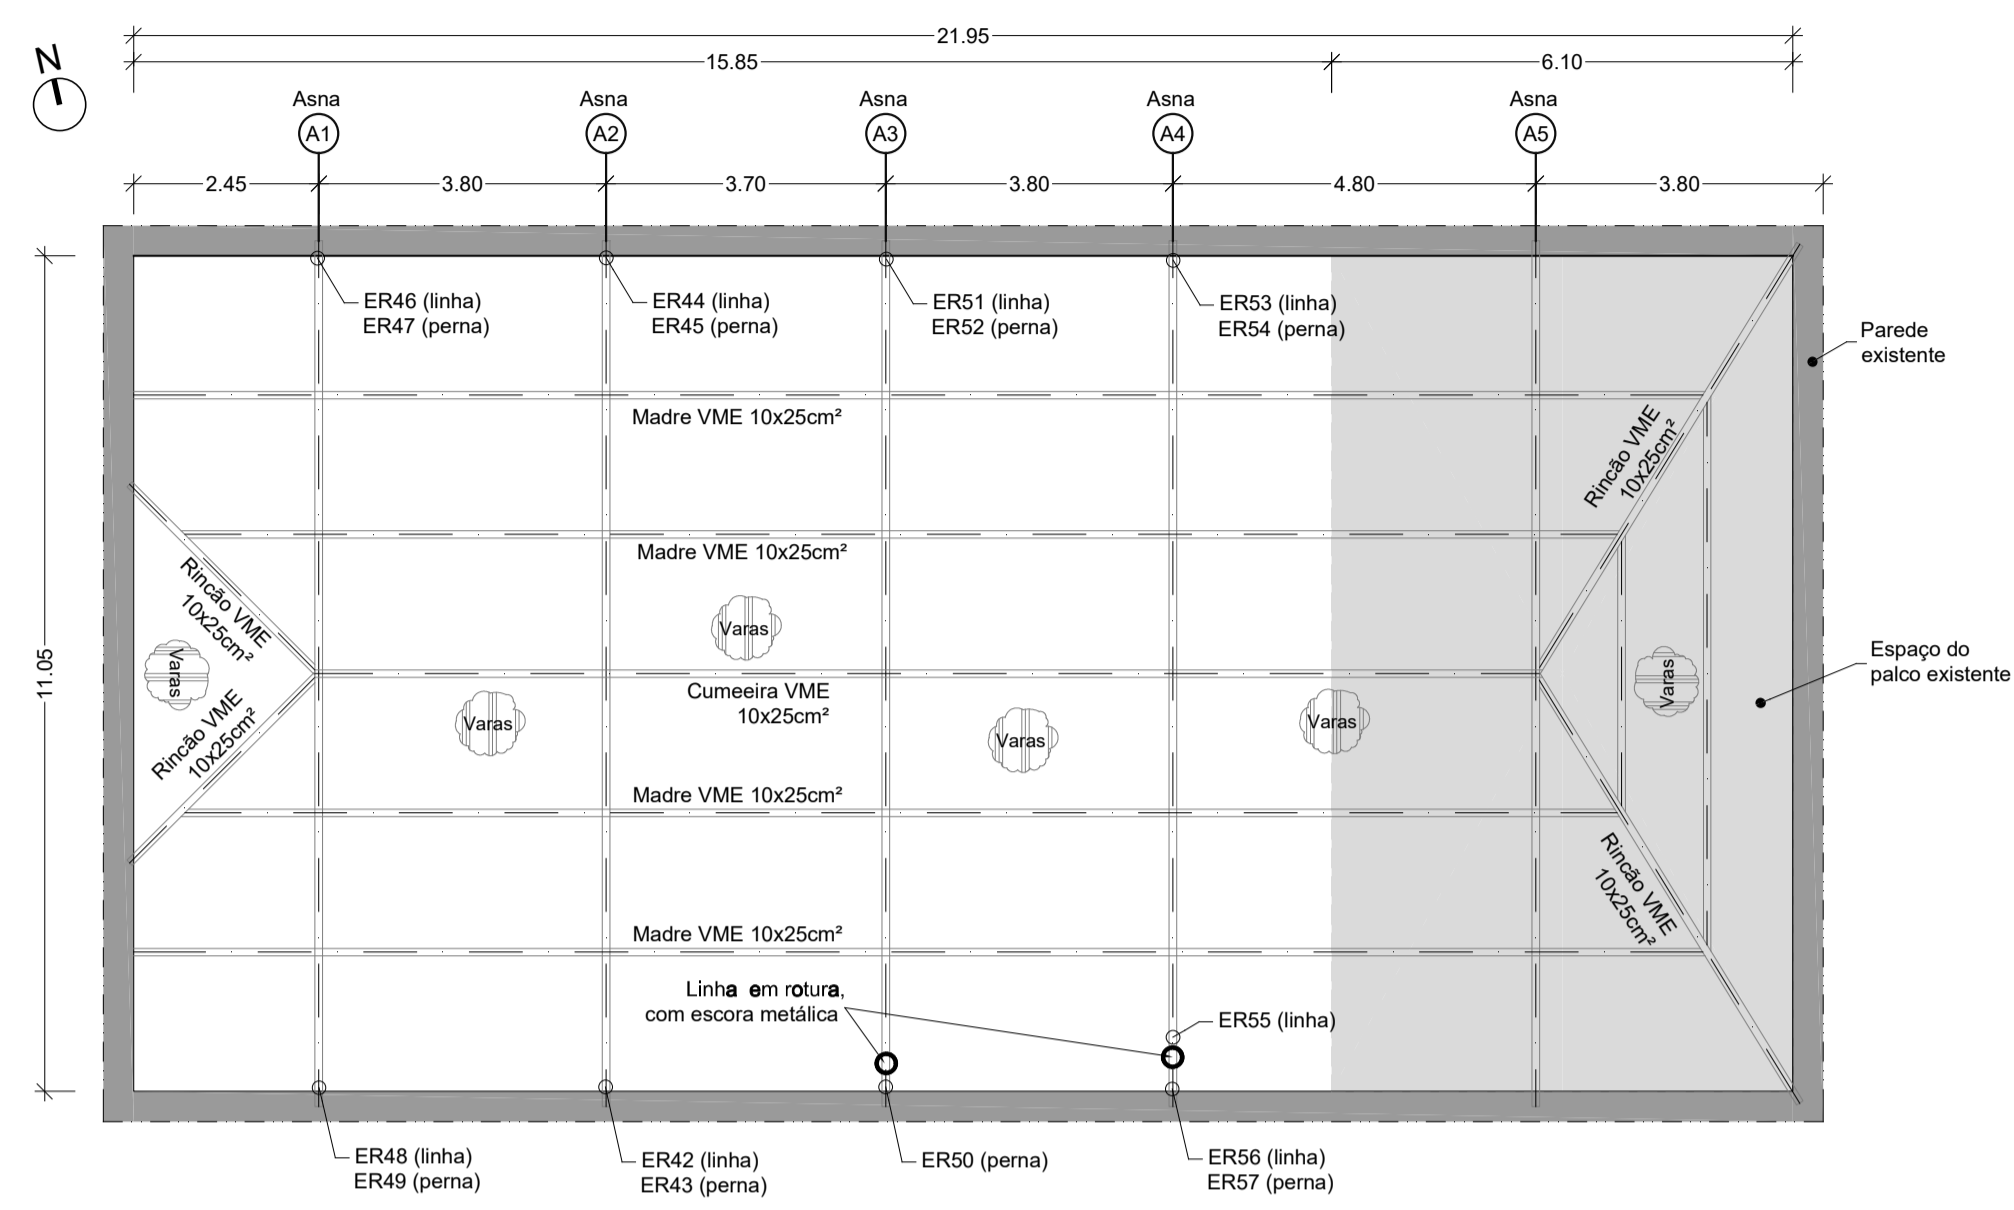 21.95
15.85
6.10
N
Asna
A1
Asna
A2
Asna
A3
Asna
A4
Asna
A5
2.45
3.80
3.70
3.80
4.80
3.80
ER46 (linha)
ER47 (perna)
ER44 (linha)
ER45 (perna)
ER51 (linha)
ER52 (perna)
ER53 (linha)
ER54 (perna)
Parede
existente
Madre VME 10x25cm²
Rincão VME
10x25cm²
Madre VME 10x25cm²
Rincão VME
10x25cm²
Varas
Varas
Varas
11.05
Espaço do
palco existente
Cumeeira VME
10x25cm²
Rincão VME
10x25cm²
Varas
Varas
Varas
Madre VME 10x25cm²
Rincão VME
10x25cm²
Madre VME 10x25cm²
Linha em rotura,
com escora metálica
ER55 (linha)
ER48 (linha)
ER49 (perna)
ER42 (linha)
ER43 (perna)
ER50 (perna)
ER56 (linha)
ER57 (perna)